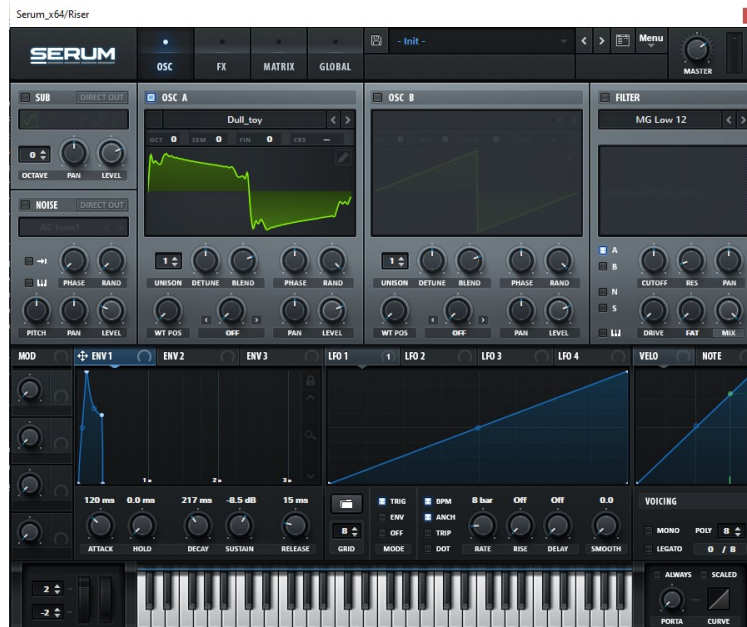 Serum_x64/Riser
SERUM
OSC
FX
MATRIX
GLOBAL
- Init -
Menu
MASTER
SUB
DIRECT OUT
0
OCTAVE PAN LEVEL
NOISE
DIRECT OUT
PHASE RAND
PITCH PAN LEVEL
OSC A
Dull_toy
OCT 0 SEM 0 FIN 0 CRS --
1
UNISON DETUNE BLEND PHASE RAND
WT POS OFF PAN LEVEL
OSC B
1
UNISON DETUNE BLEND PHASE RAND
WT POS OFF PAN LEVEL
FILTER
MG Low 12
A
B
N
S
CUTOFF RES PAN
DRIVE FAT MIX
MOD
ENV 1
ENV 2
ENV 3
1s 2s 3s
120 ms 0.0 ms 217 ms -8.5 dB 15 ms
ATTACK HOLD DECAY SUSTAIN RELEASE
LFO 1 1
LFO 2
LFO 3
LFO 4
8
GRID
TRIG
ENV
OFF
MODE
BPM
ANCH
TRIP
DOT
8 bar Off Off 0.0
RATE RISE DELAY SMOOTH
VELO
NOTE
VOICING
MONO POLY 8
LEGATO 0 / 8
2
-2
ALWAYS SCALED
PORTA CURVE